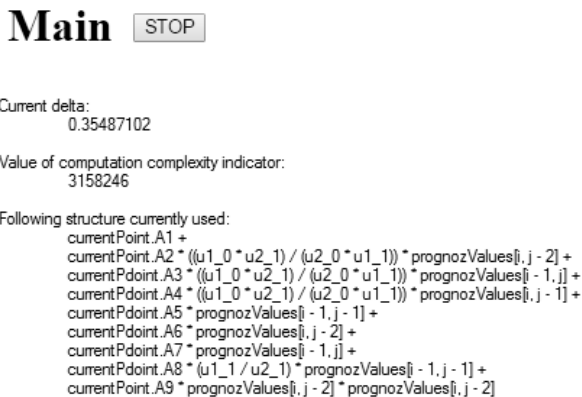 Main STOP
Current delta:
0.35487102
Value of computation complexity indicator:
3158246
Following structure currently used:
currentPoint.A1 +
currentPoint.A2 * ((u1_0 * u2_1) / (u2_0 * u1_1)) * prognozValues[i, j - 2] +
currentPdoint.A3 * ((u1_0 * u2_1) / (u2_0 * u1_1)) * prognozValues[i - 1, j] +
currentPdoint.A4 * ((u1_0 * u2_1) / (u2_0 * u1_1)) * prognozValues[i, j - 1] +
currentPdoint.A5 * prognozValues[i - 1, j - 1] +
currentPdoint.A6 * prognozValues[i, j - 2] +
currentPdoint.A7 * prognozValues[i - 1, j] +
currentPdoint.A8 * (u1_1 / u2_1) * prognozValues[i - 1, j - 1] +
currentPoint.A9 * prognozValues[i, j - 2] * prognozValues[i, j - 2]